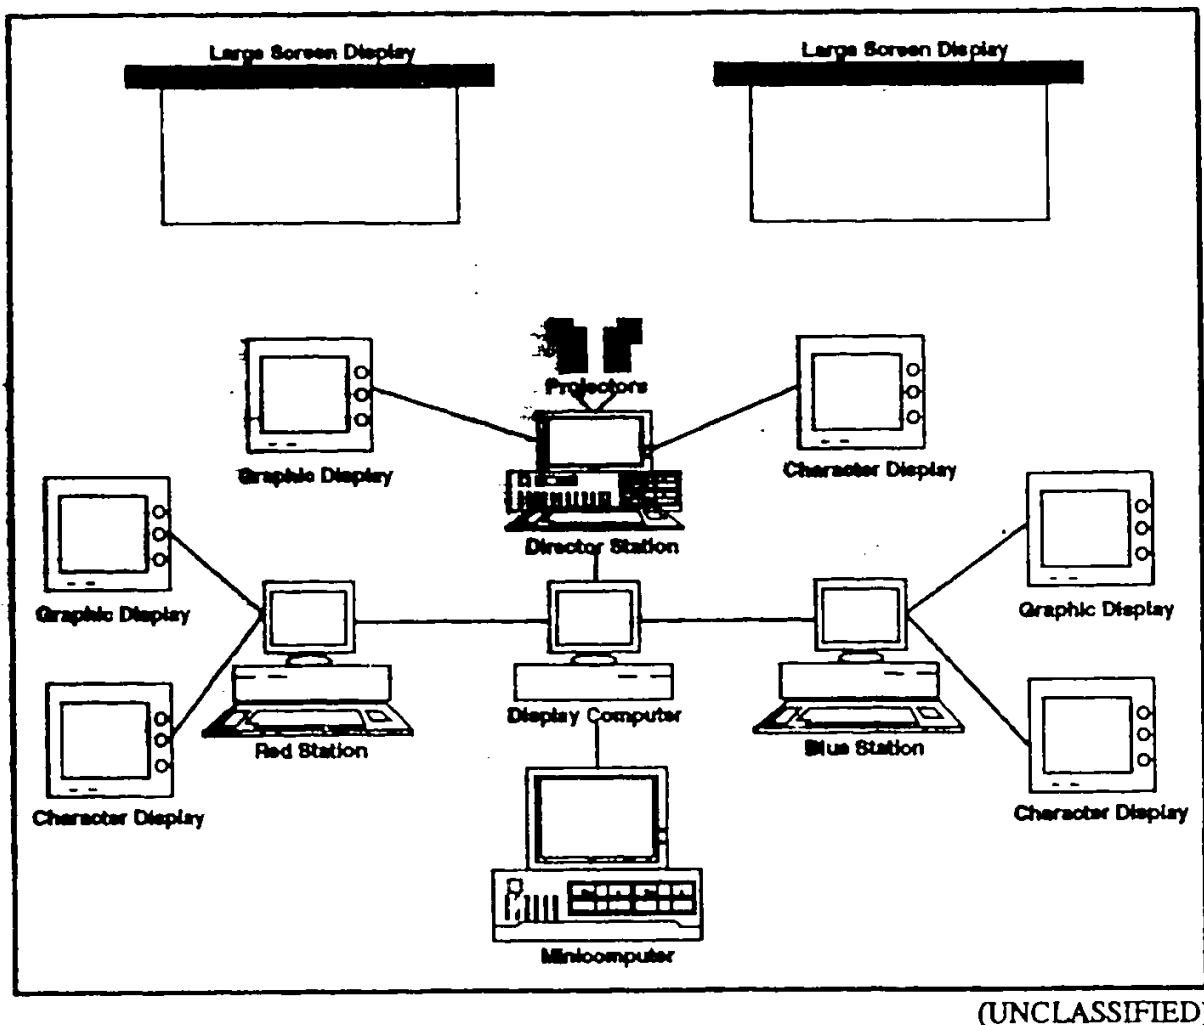 Large Screen Display
Large Screen Display
Projectors
Graphic Display
Character Display
Director Station
Graphic Display
Graphic Display
Display Computer
Red Station
Blue Station
Character Display
Character Display
Minicomputer
(UNCLASSIFIED)